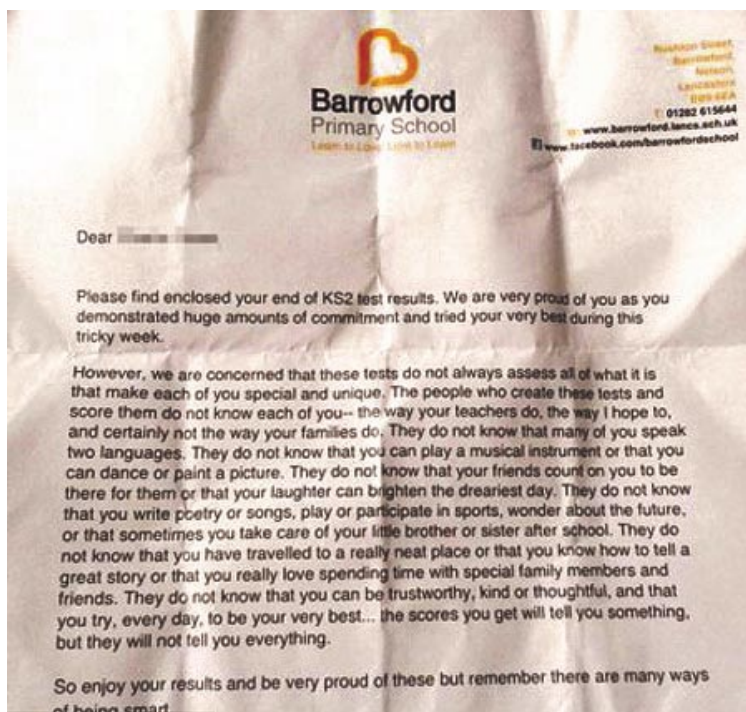 Barrowford
Primary School
Learn to Love, Love to Learn
Rushton Street,
Barrowford,
Nelson,
Lancashire
BB9 6EA
T: 01282 615644
www.barrowford.lancs.sch.uk
www.facebook.com/barrowfordschool
Dear
Please find enclosed your end of KS2 test results. We are very proud of you as you
demonstrated huge amounts of commitment and tried your very best during this
tricky week.
However, we are concerned that these tests do not always assess all of what it is
that make each of you special and unique. The people who create these tests and
score them do not know each of you-- the way your teachers do, the way I hope to,
and certainly not the way your families do. They do not know that many of you speak
two languages. They do not know that you can play a musical instrument or that you
can dance or paint a picture. They do not know that your friends count on you to be
there for them or that your laughter can brighten the dreariest day. They do not know
that you write poetry or songs, play or participate in sports, wonder about the future,
or that sometimes you take care of your little brother or sister after school. They do
not know that you have travelled to a really neat place or that you know how to tell a
great story or that you really love spending time with special family members and
friends. They do not know that you can be trustworthy, kind or thoughtful, and that
you try, every day, to be your very best... the scores you get will tell you something,
but they will not tell you everything.
So enjoy your results and be very proud of these but remember there are many ways
of being smart.